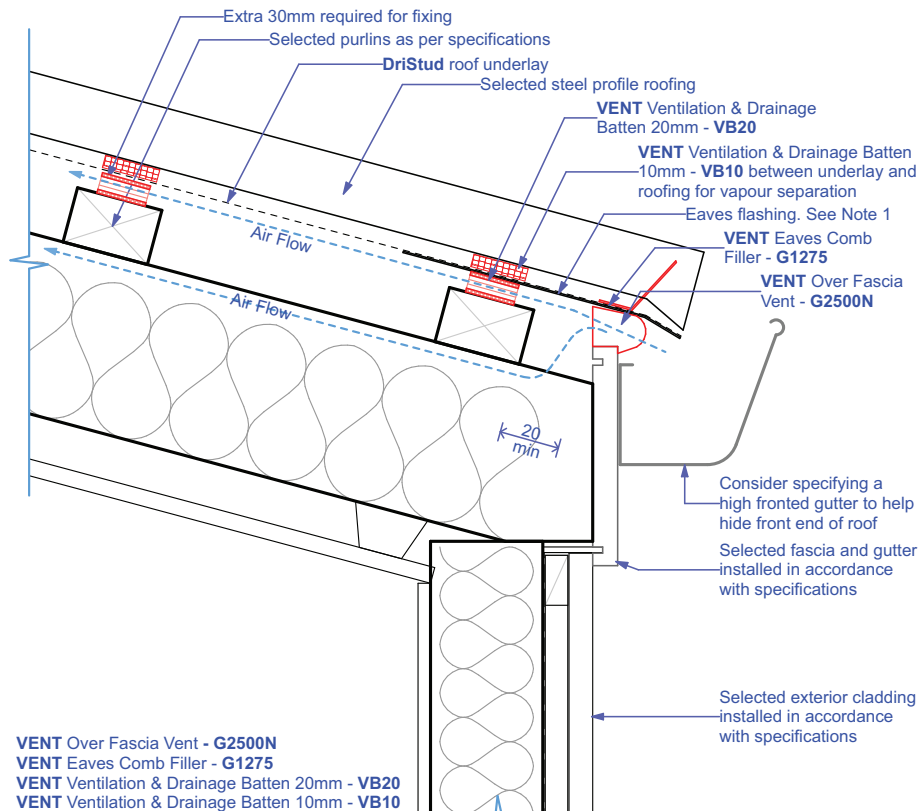 Extra 30mm required for fixing
Selected purlins as per specifications
DriStud roof underlay
Selected steel profile roofing
VENT Ventilation & Drainage
Batten 20mm - VB20
VENT Ventilation & Drainage Batten
10mm - VB10 between underlay and
roofing for vapour separation
Eaves flashing. See Note 1
VENT Eaves Comb
Filler - G1275
VENT Over Fascia
Vent - G2500N
Air Flow
Air Flow
20
min
Consider specifying a
high fronted gutter to help
hide front end of roof
Selected fascia and gutter
installed in accordance
with specifications
Selected exterior cladding
installed in accordance
with specifications
VENT Over Fascia Vent - G2500N
VENT Eaves Comb Filler - G1275
VENT Ventilation & Drainage Batten 20mm - VB20
VENT Ventilation & Drainage Batten 10mm - VB10